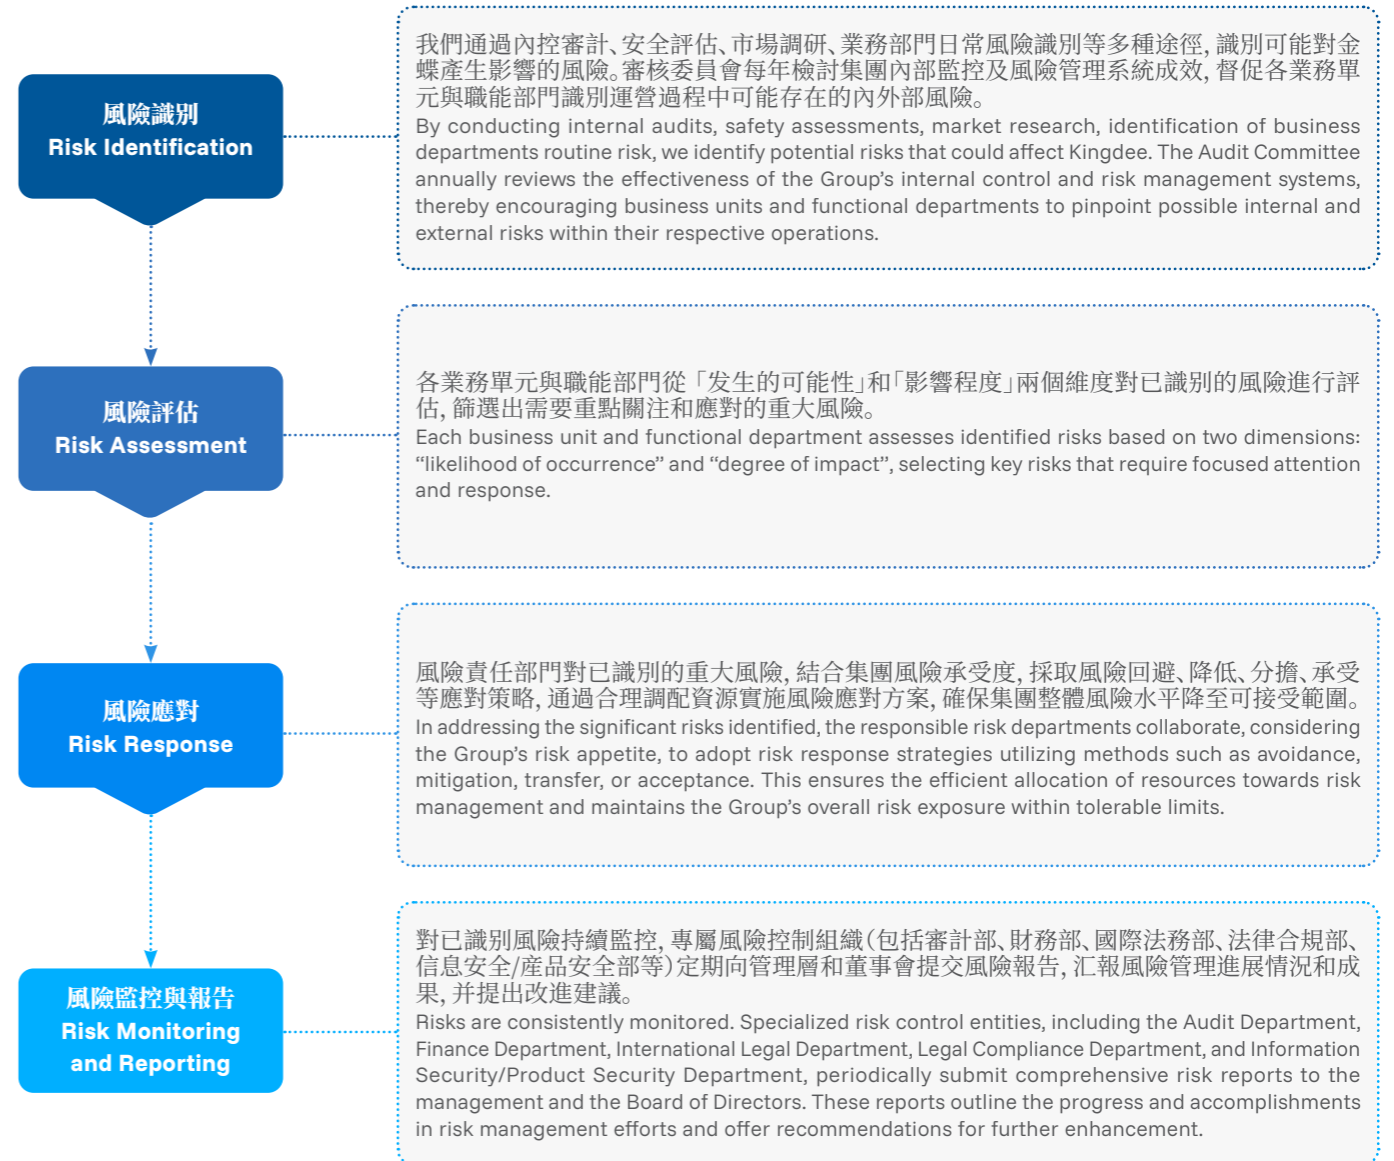 風險識別
Risk Identification
我們通過內控審計、安全評估、市場調研、業務部門日常風險識別等多種途徑, 識別可能對金
蝶產生影響的風險。審核委員會每年檢討集團內部監控及風險管理系統成效, 督促各業務單
元與職能部門識別運營過程中可能存在的內外部風險。
By conducting internal audits, safety assessments, market research, identification of business
departments routine risk, we identify potential risks that could affect Kingdee. The Audit Committee
annually reviews the effectiveness of the Group’s internal control and risk management systems,
thereby encouraging business units and functional departments to pinpoint possible internal and
external risks within their respective operations.
風險評估
Risk Assessment
各業務單元與職能部門從「发生的可能性」和「影響程度」兩個維度對已識別的風險進行評
估, 篩選出需要重點關注和應對的重大風險。
Each business unit and functional department assesses identified risks based on two dimensions:
“likelihood of occurrence” and “degree of impact”, selecting key risks that require focused attention
and response.
風險應對
Risk Response
風險責任部門對已識別的重大風險, 結合集團風險承受度, 採取風險回避、降低、分擔、承受
等應對策略, 通過合理調配資源實施風險應對方案, 確保集團整體風險水平降至可接受範圍。
In addressing the significant risks identified, the responsible risk departments collaborate, considering
the Group’s risk appetite, to adopt risk response strategies utilizing methods such as avoidance,
mitigation, transfer, or acceptance. This ensures the efficient allocation of resources towards risk
management and maintains the Group’s overall risk exposure within tolerable limits.
風險監控與報告
Risk Monitoring
and Reporting
對已識別風險持續監控, 專屬風險控制組織(包括審計部、財務部、國際法務部、法律合規部、
信息安全/產品安全部等)定期向管理層和董事會提交風險報告, 汇報風險管理進展情況和成
果, 并提出改進建議。
Risks are consistently monitored. Specialized risk control entities, including the Audit Department,
Finance Department, International Legal Department, Legal Compliance Department, and Information
Security/Product Security Department, periodically submit comprehensive risk reports to the
management and the Board of Directors. These reports outline the progress and accomplishments
in risk management efforts and offer recommendations for further enhancement.